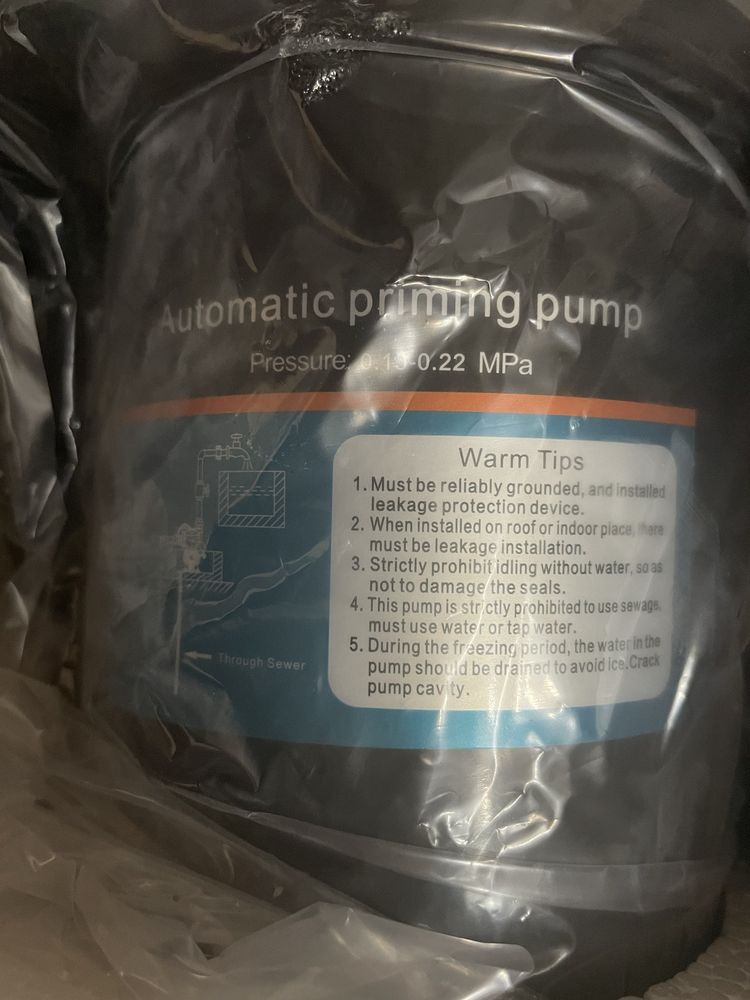 Automatic priming pump
Pressure: 0.15-0.22 MPa
Warm Tips
1. Must be reliably grounded, and installed
leakage protection device.
2. When installed on roof or indoor place, there
must be leakage installation.
3. Strictly prohibit idling without water, so as
not to damage the seals.
4. This pump is strictly prohibited to use sewage,
must use water or tap water.
5. During the freezing period, the water in the
pump should be drained to avoid ice.Crack
pump cavity.
Through Sewer